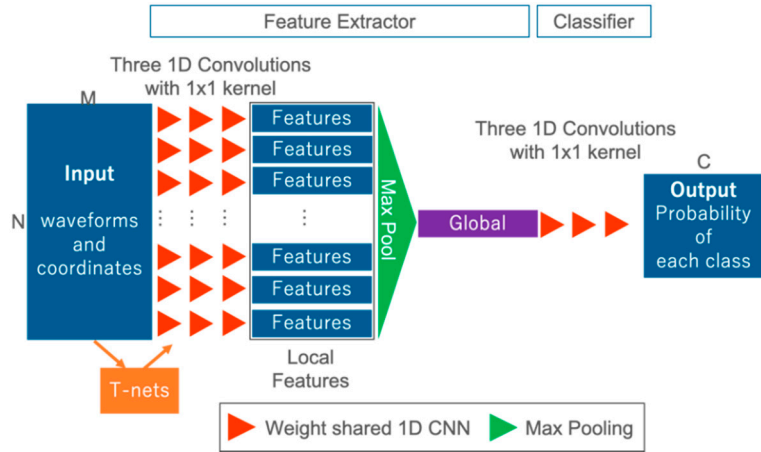 Feature Extractor
Classifier
Three 1D Convolutions
with 1x1 kernel
M
N
Input
waveforms
and
coordinates
Features
Features
Features
Features
Features
Features
Local
Features
T-nets
Max Pool
Global
Three 1D Convolutions
with 1x1 kernel
C
Output
Probability
of
each class
Weight shared 1D CNN
Max Pooling